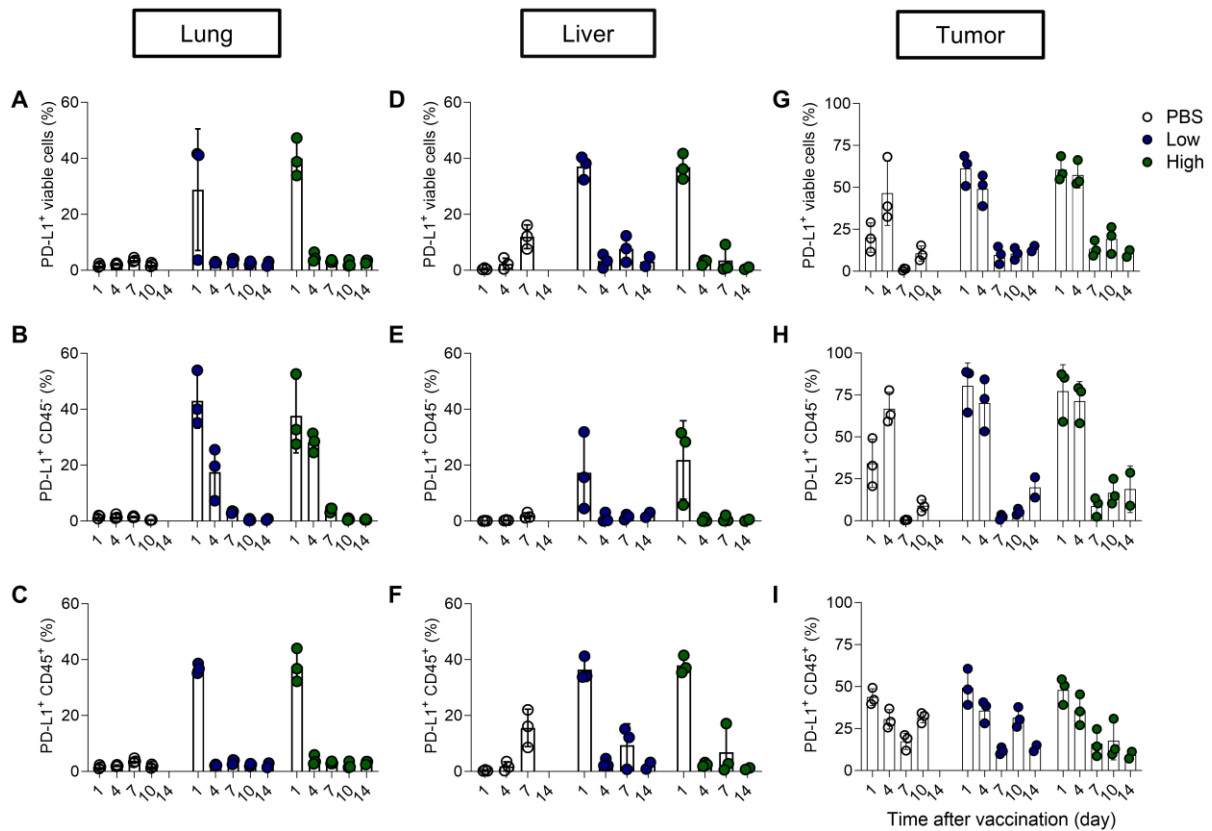 Lung
Liver
Tumor
A
PD-L1⁺ viable cells (%)
60
40
20
0
1 4 7 10 14 1 4 7 10 14 1 4 7 10 14
D
PD-L1⁺ viable cells (%)
60
40
20
0
1 4 7 14 1 4 7 14 1 4 7 14
G
PD-L1⁺ viable cells (%)
100
75
50
25
0
1 4 7 10 14 1 4 7 10 14 1 4 7 10 14
PBS
Low
High
B
PD-L1⁺ CD45⁻ (%)
60
40
20
0
1 4 7 10 14 1 4 7 10 14 1 4 7 10 14
E
PD-L1⁺ CD45⁻ (%)
60
40
20
0
1 4 7 14 1 4 7 14 1 4 7 14
H
PD-L1⁺ CD45⁻ (%)
100
75
50
25
0
1 4 7 10 14 1 4 7 10 14 1 4 7 10 14
C
PD-L1⁺ CD45⁺ (%)
60
40
20
0
1 4 7 10 14 1 4 7 10 14 1 4 7 10 14
F
PD-L1⁺ CD45⁺ (%)
60
40
20
0
1 4 7 14 1 4 7 14 1 4 7 14
I
PD-L1⁺ CD45⁺ (%)
100
75
50
25
0
1 4 7 10 14 1 4 7 10 14 1 4 7 10 14
Time after vaccination (day)